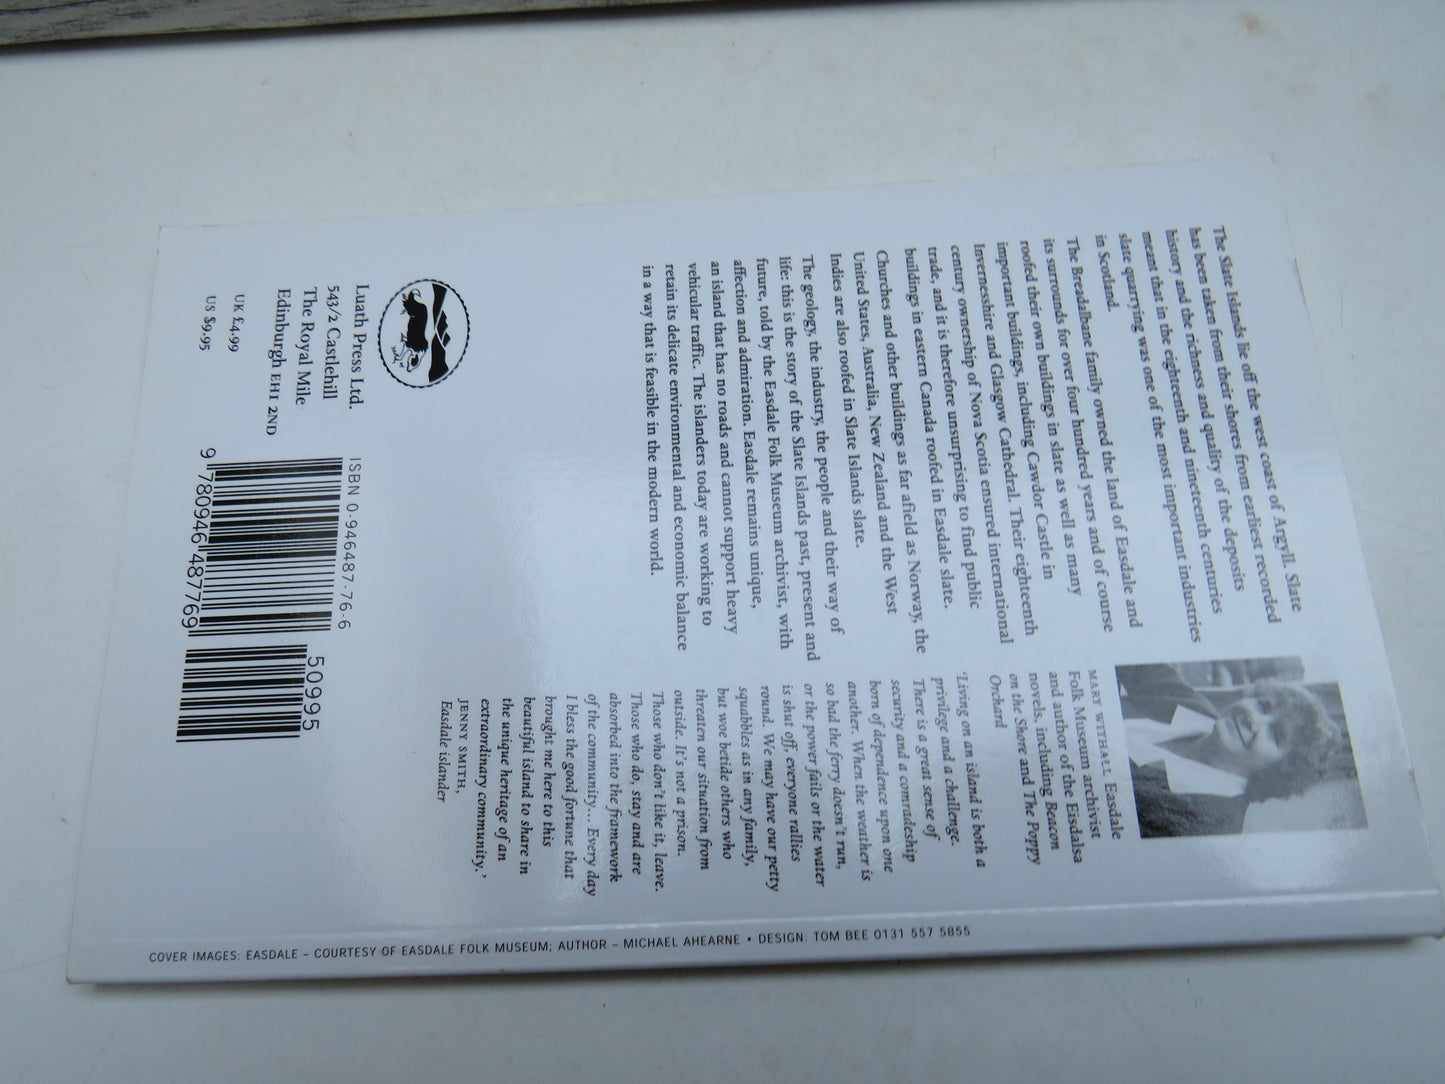 The Slate Islands lie off the west coast of Argyll. Slate
has been taken from their shores from earliest recorded
history and the richness and quality of the deposits
meant that in the eighteenth and nineteenth centuries
slate quarrying was one of the most important industries
in Scotland.
The Breadalbane family owned the land of Easdale and
its surrounds for over four hundred years and of course
roofed their own buildings in slate as well as many
important buildings, including Cawdor Castle in
Invernesshire and Glasgow Cathedral. Their eighteenth
century ownership of Nova Scotia ensured international
trade, and it is therefore unsurprising to find public
buildings in eastern Canada roofed in Easdale slate.
Churches and other buildings as far afield as Norway, the
United States, Australia, New Zealand and the West
Indies are also roofed in Slate Islands slate.
The geology, the industry, the people and their way of
life: this is the story of the Slate Islands past, present and
future, told by the Easdale Folk Museum archivist, with
affection and admiration. Easdale remains unique,
an island that has no roads and cannot support heavy
vehicular traffic. The islanders today are working to
retain its delicate environmental and economic balance
in a way that is feasible in the modern world.
MARY WITHALL Easdale
Folk Museum archivist
and author of the Eisdalsa
novels, including Beacon
on the Shore and The Poppy
Orchard
'Living on an island is both a
privilege and a challenge.
There is a great sense of
security and a comradeship
born of dependence upon one
another. When the weather is
so bad the ferry doesn't run,
or the power fails or the water
is shut off, everyone rallies
round. We may have our petty
squabbles as in any family,
but woe betide others who
threaten our situation from
outside. It's not a prison.
Those who don't like it, leave.
Those who do, stay and are
absorbed into the framework
of the community... Every day
I bless the good fortune that
brought me here to this
beautiful island to share in
the unique heritage of an
extraordinary community.'
JENNY SMITH,
Easdale islander
Luath Press Ltd.
543/2 Castlehill
The Royal Mile
Edinburgh EH1 2ND
UK £4.99
US $9.95
ISBN 0-946487-76-6
9 780946 487769
50995
COVER IMAGES: EASDALE – COURTESY OF EASDALE FOLK MUSEUM; AUTHOR – MICHAEL AHEARNE • DESIGN: TOM BEE 0131 557 5855